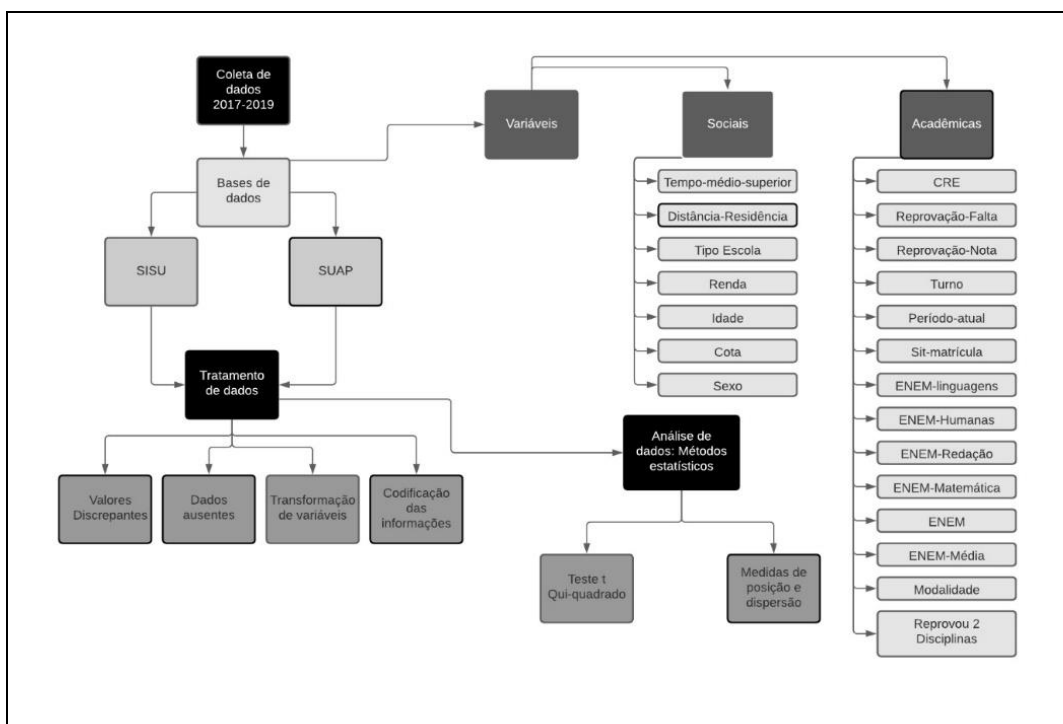 Coleta de
dados
2017-2019
Bases de
dados
SISU
SUAP
Tratamento
de dados
Valores
Discrepantes
Dados
ausentes
Transformação
de variáveis
Codificação
das
informações
Variáveis
Sociais
Tempo-médio-superior
Distância-Residência
Tipo Escola
Renda
Idade
Cota
Sexo
Acadêmicas
CRE
Reprovação-Falta
Reprovação-Nota
Turno
Período-atual
Sit-matrícula
ENEM-linguagens
ENEM-Humanas
ENEM-Redação
ENEM-Matemática
ENEM
ENEM-Média
Modalidade
Reprovou 2
Disciplinas
Análise de
dados: Métodos
estatísticos
Teste t
Qui-quadrado
Medidas de
posição e
dispersão